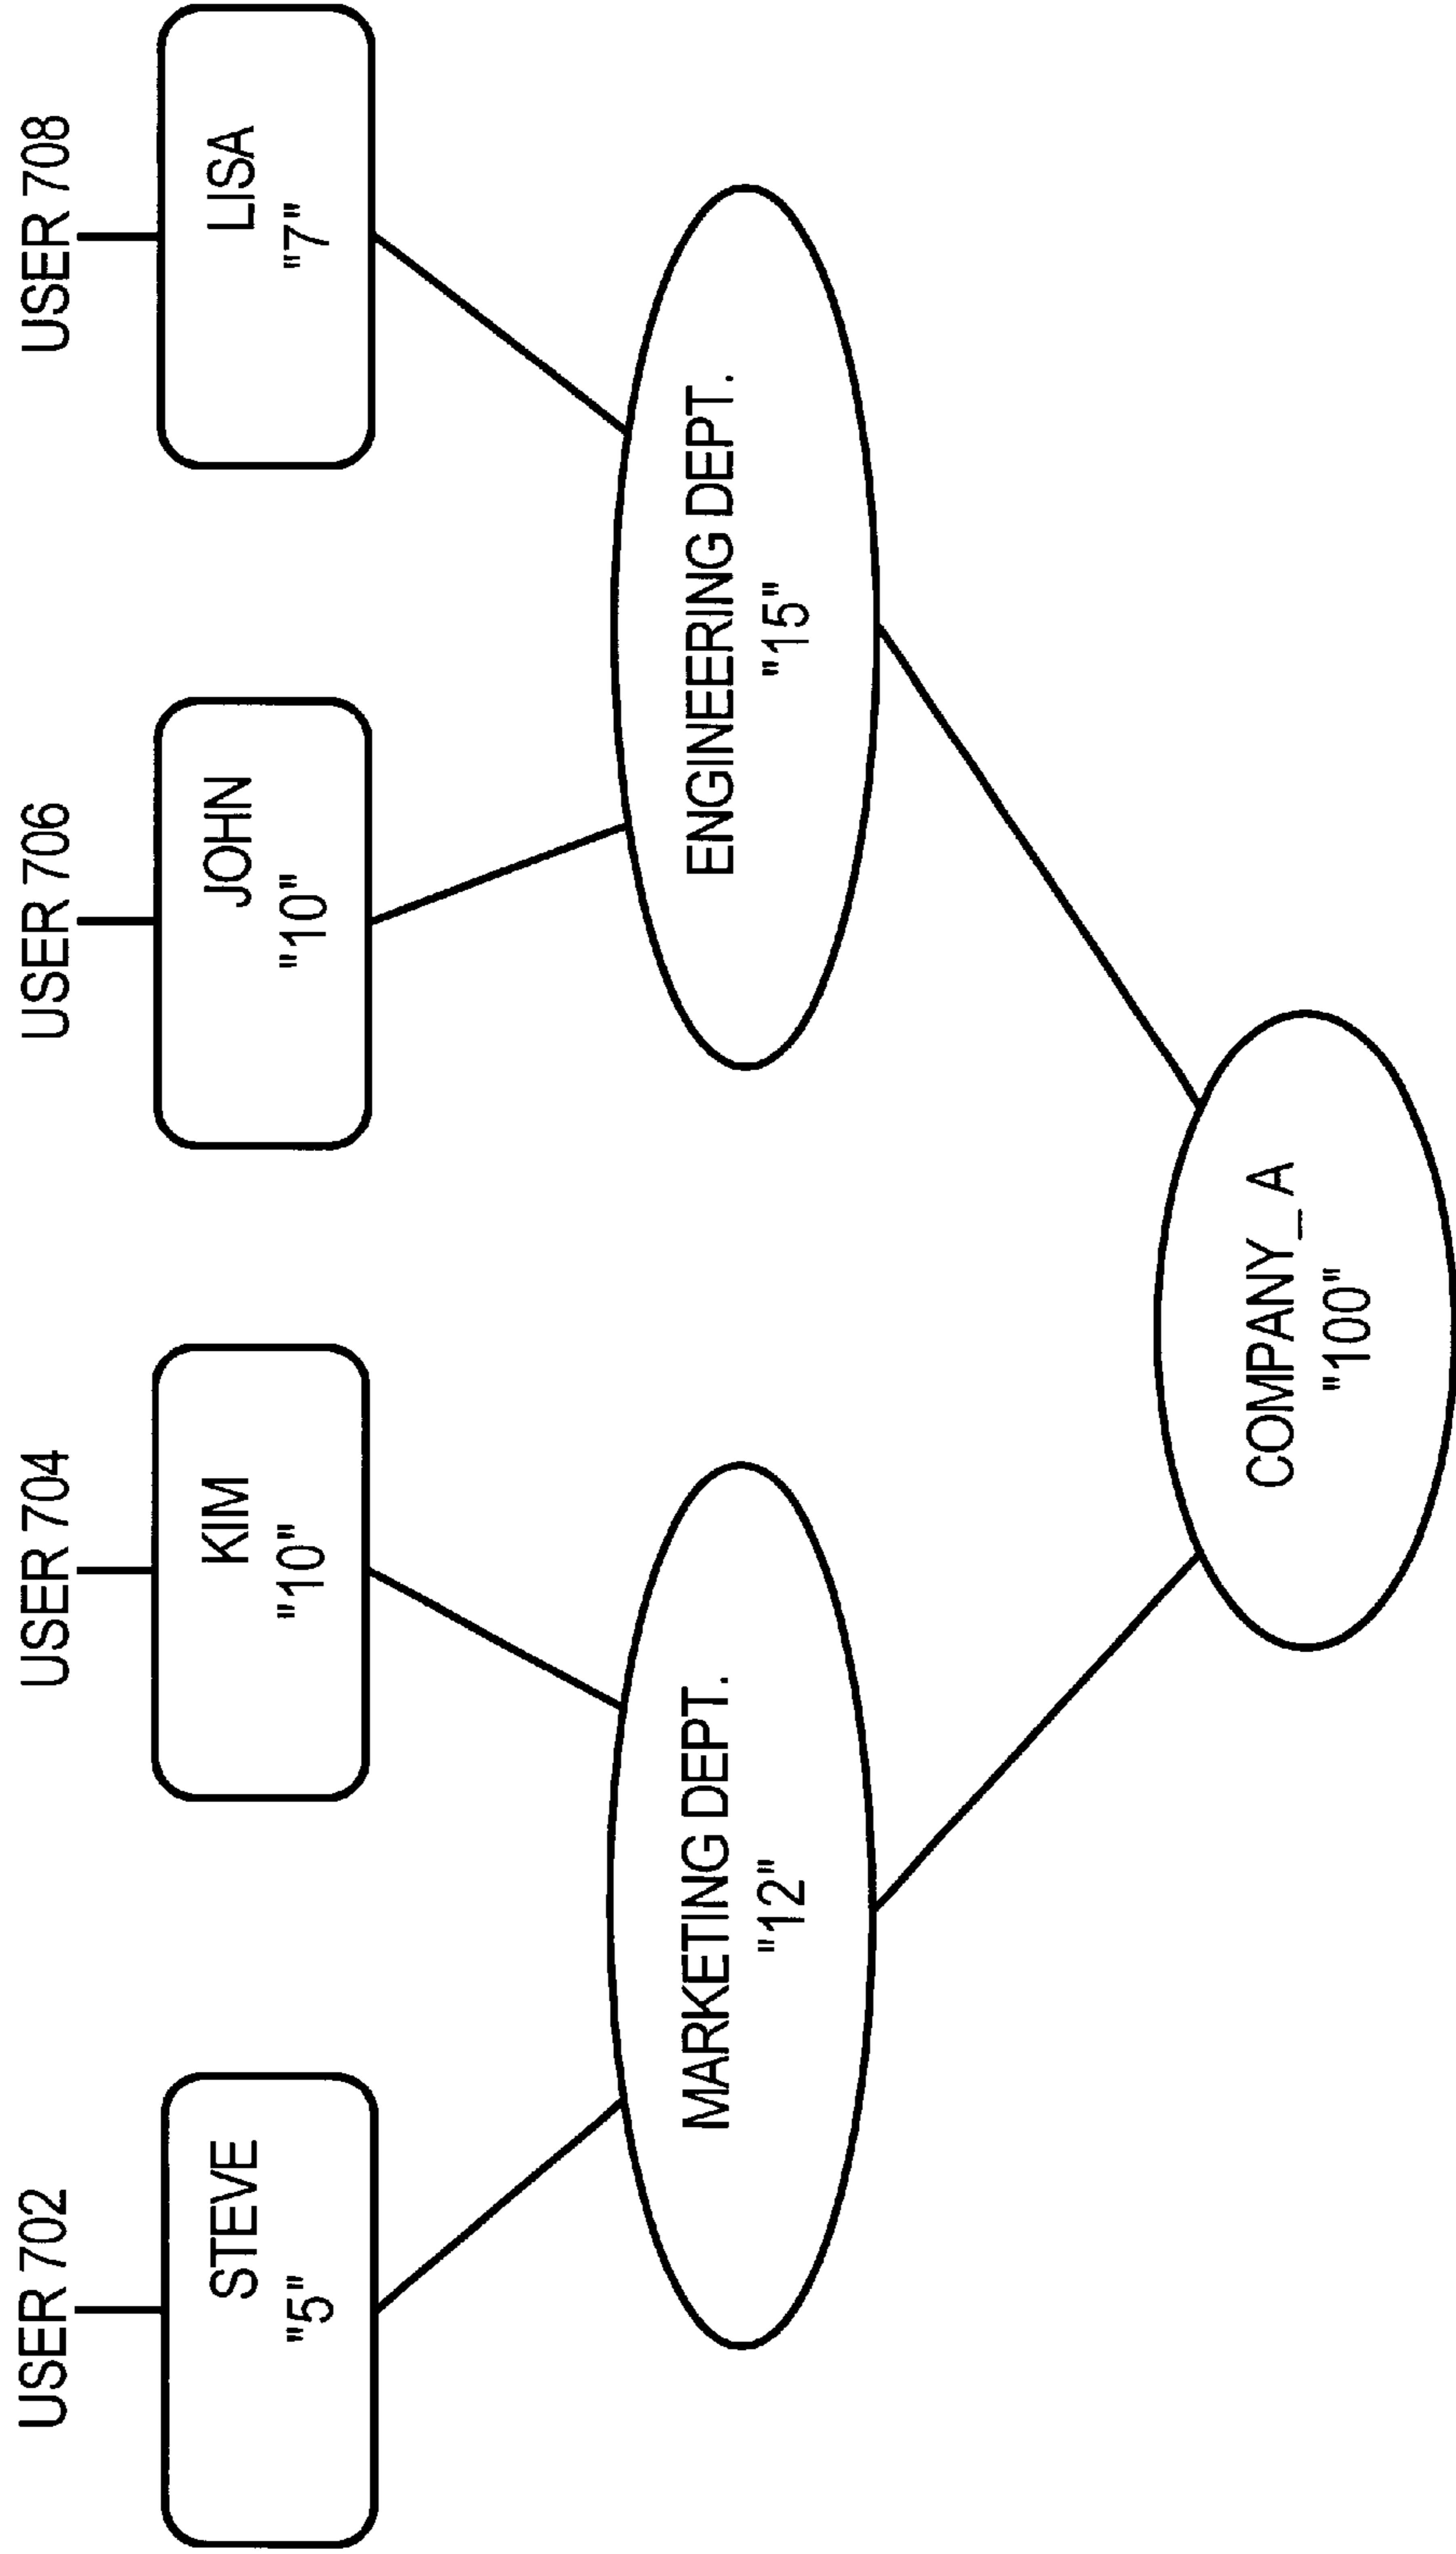 USER 702
USER 704
USER 706
USER 708
STEVE
"5"
KIM
"10"
JOHN
"10"
LISA
"7"
MARKETING DEPT.
"12"
ENGINEERING DEPT.
"15"
COMPANY_A
"100"